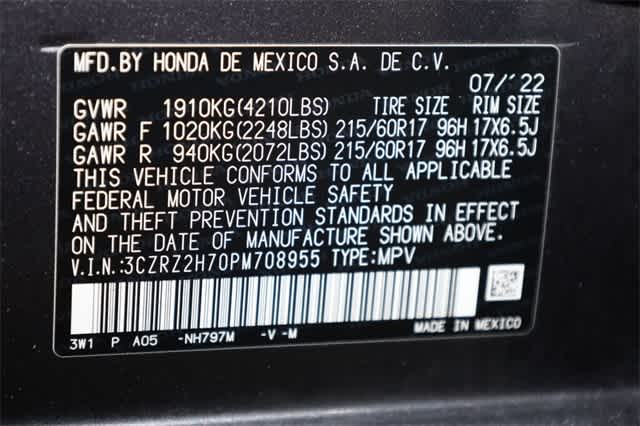 MFD.BY HONDA DE MEXICO S.A. DE C.V.
07/'22
GVWR 1910KG(4210LBS) TIRE SIZE RIM SIZE
GAWR F 1020KG(2248LBS) 215/60R17 96H 17X6.5J
GAWR R 940KG(2072LBS) 215/60R17 96H 17X6.5J
THIS VEHICLE CONFORMS TO ALL APPLICABLE
FEDERAL MOTOR VEHICLE SAFETY
AND THEFT PREVENTION STANDARDS IN EFFECT
ON THE DATE OF MANUFACTURE SHOWN ABOVE.
V.I.N.:3CZRZ2H70PM708955 TYPE:MPV
3W1 P A05 -NH797M -V -M MADE IN MEXICO